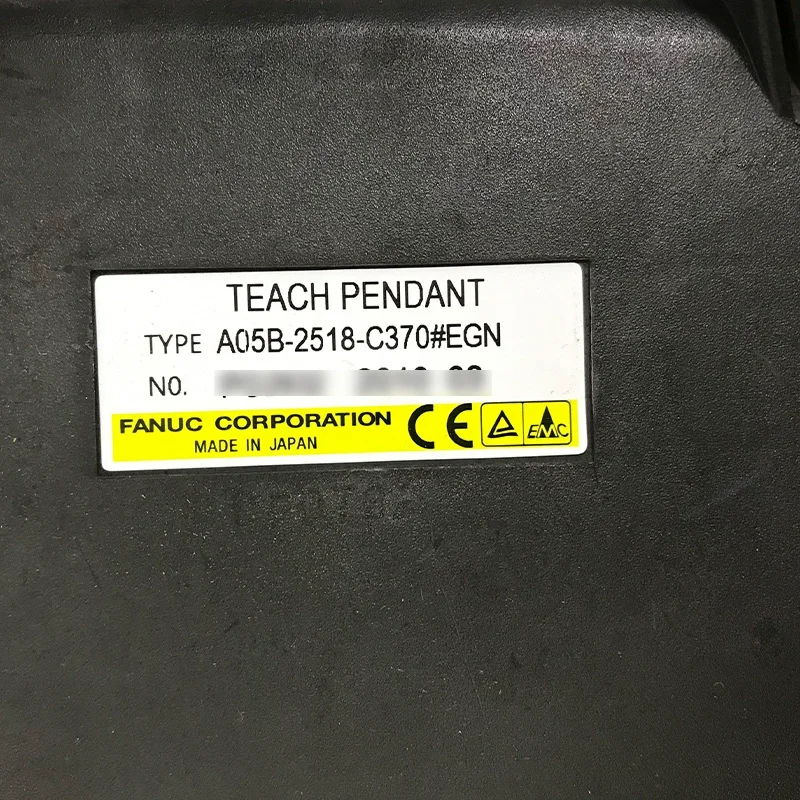 TEACH PENDANT
TYPE A05B-2518-C370#EGN
NO.
FANUC CORPORATION
MADE IN JAPAN
CE
EMC